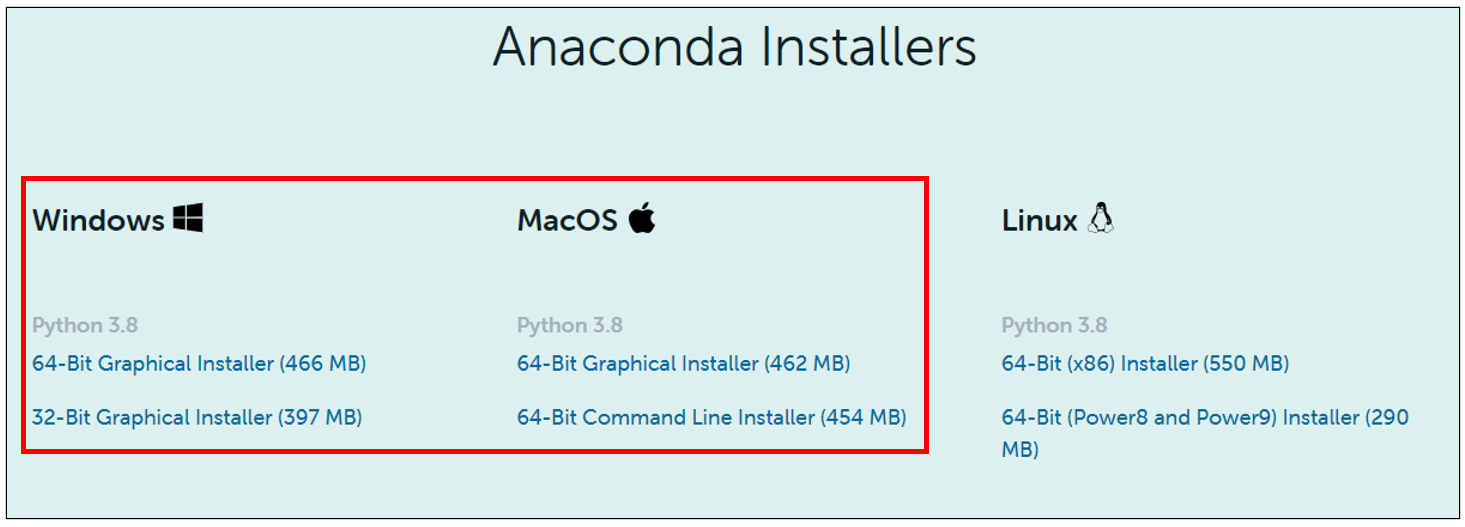 Anaconda Installers
Windows
Python 3.8
64-Bit Graphical Installer (466 MB)
32-Bit Graphical Installer (397 MB)
MacOS
Python 3.8
64-Bit Graphical Installer (462 MB)
64-Bit Command Line Installer (454 MB)
Linux
Python 3.8
64-Bit (x86) Installer (550 MB)
64-Bit (Power8 and Power9) Installer (290
MB)